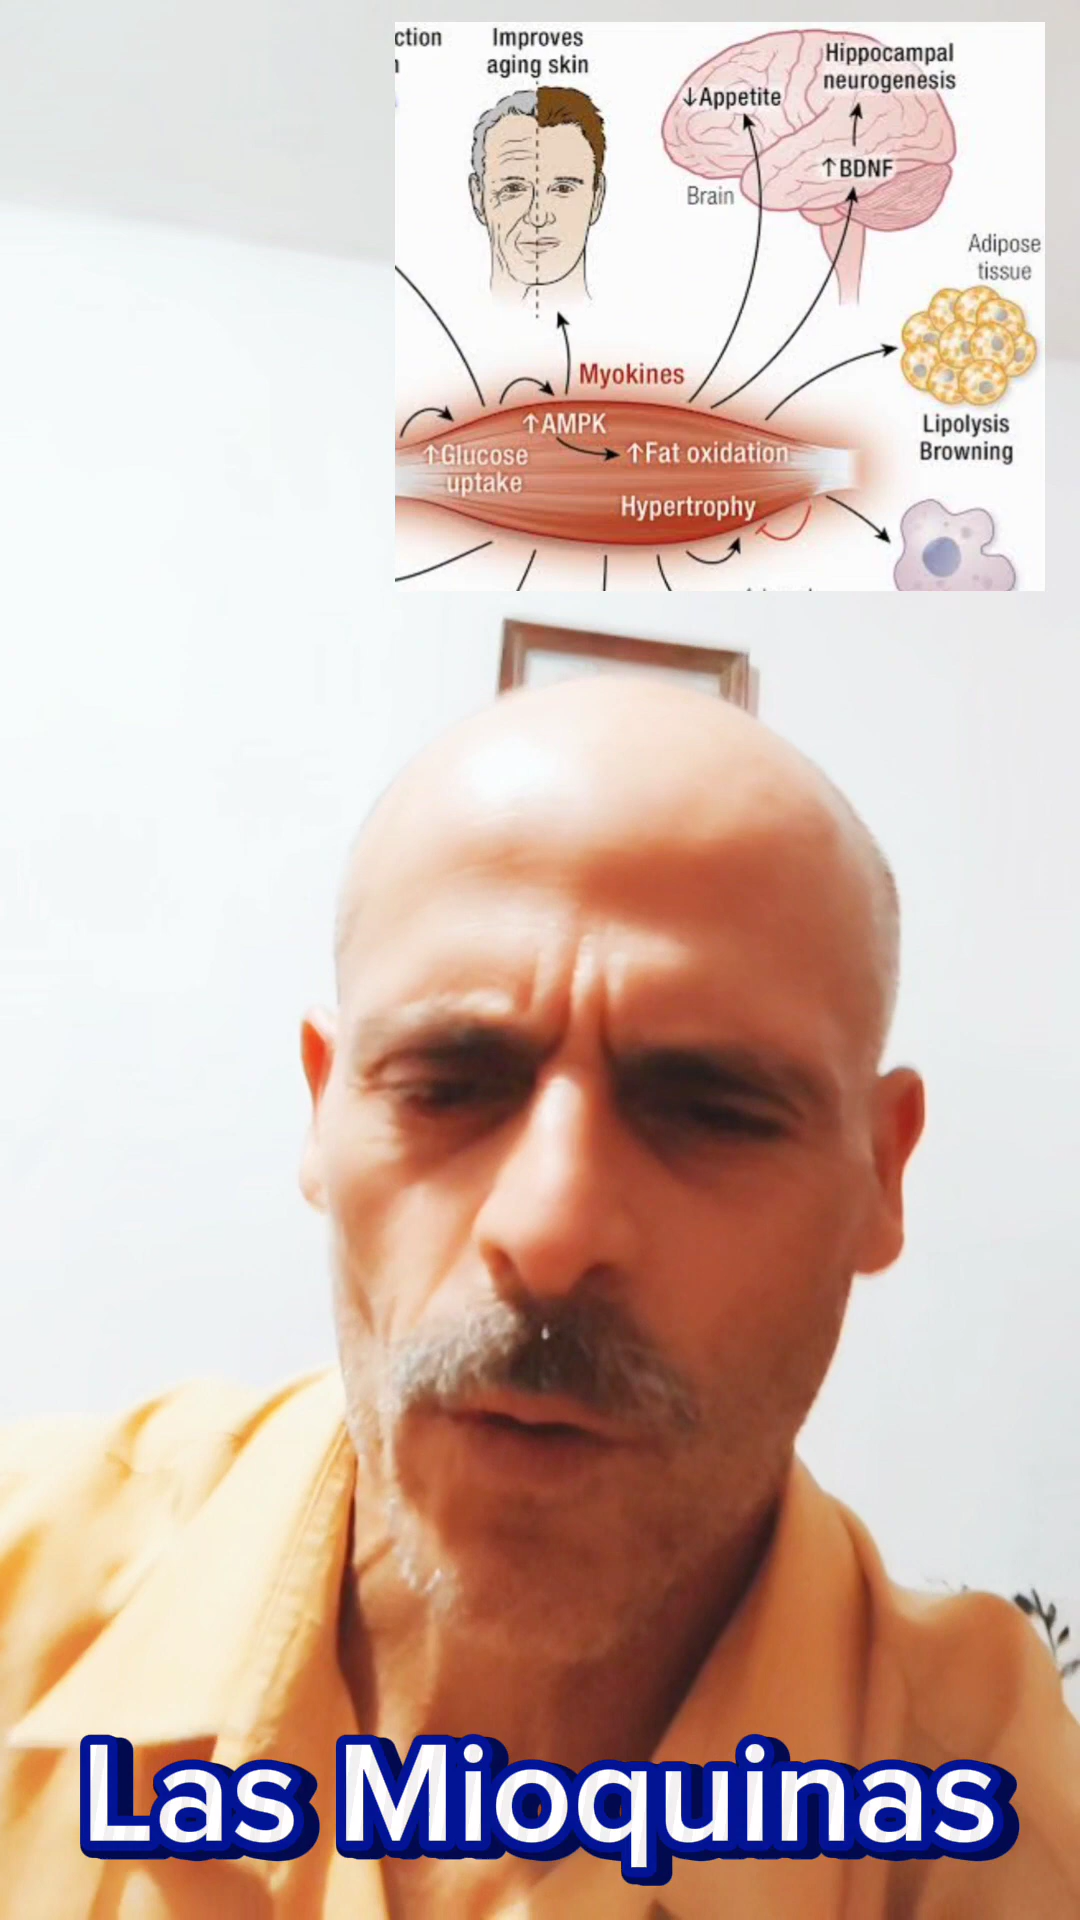 ction
Improves
aging skin
Hippocampal
neurogenesis
↓Appetite
↑BDNF
Brain
Adipose
tissue
Myokines
↑AMPK
↑Glucose
uptake
↑Fat oxidation
Hypertrophy
Lipolysis
Browning
Las Mioquinas